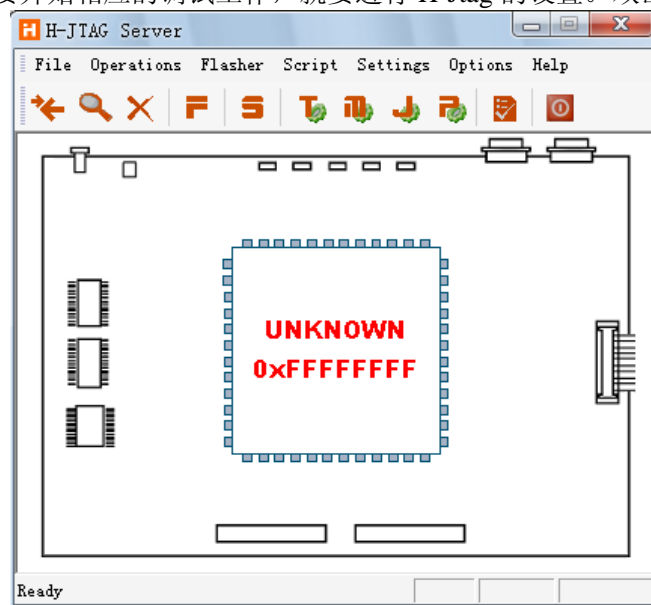 H-JTAG Server
File Operations Flasher Script Settings Options Help
UNKNOWN
0xFFFFFFFF
Ready